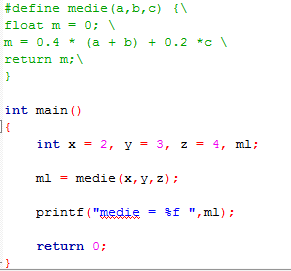 #define medie(a,b,c) {\
float m = 0; \
m = 0.4 * (a + b) + 0.2 *c \
return m;\
}
int main()
{
int x = 2, y = 3, z = 4, ml;
ml = medie(x,y,z);
printf("medie = %f ",ml);
return 0;
}